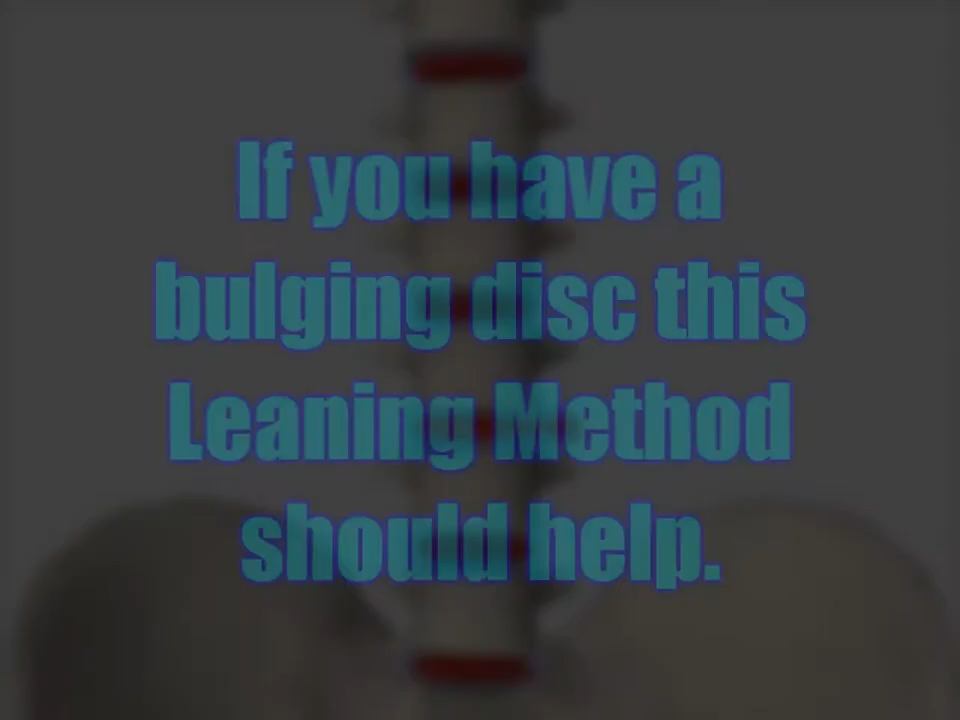 If you have a
bulging disc this
Leaning Method
should help.